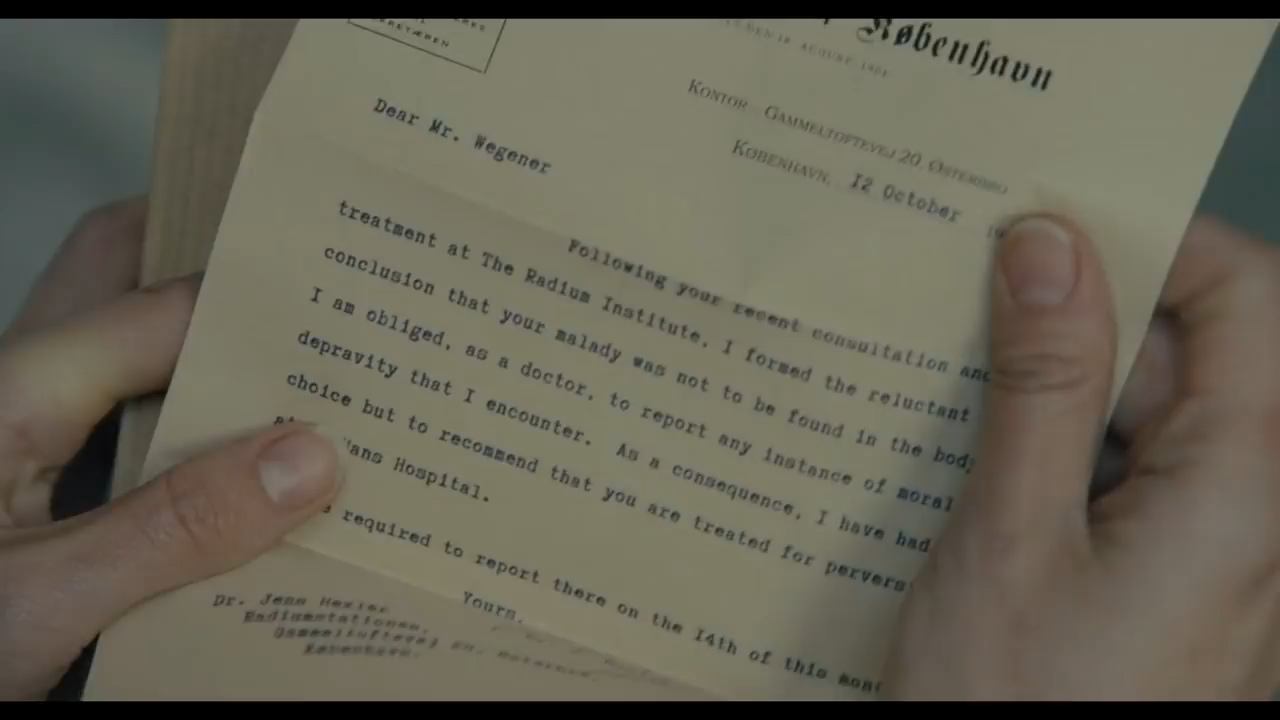 København
KONTOR GAMMELTOFTEVEJ 20, ØSTERBRO
KØBENHAVN, 12 October
Dear Mr. Wegener
Following your recent consultation and
treatment at The Radium Institute, I formed the reluctant
conclusion that your malady was not to be found in the body
I am obliged, as a doctor, to report any instance of moral
depravity that I encounter. As a consequence, I have had
choice but to recommend that you are treated for
Hans Hospital.
required to report there on the 14th of this
Yours,
Dr. Jens Hexler
Radiumstationen,
København.